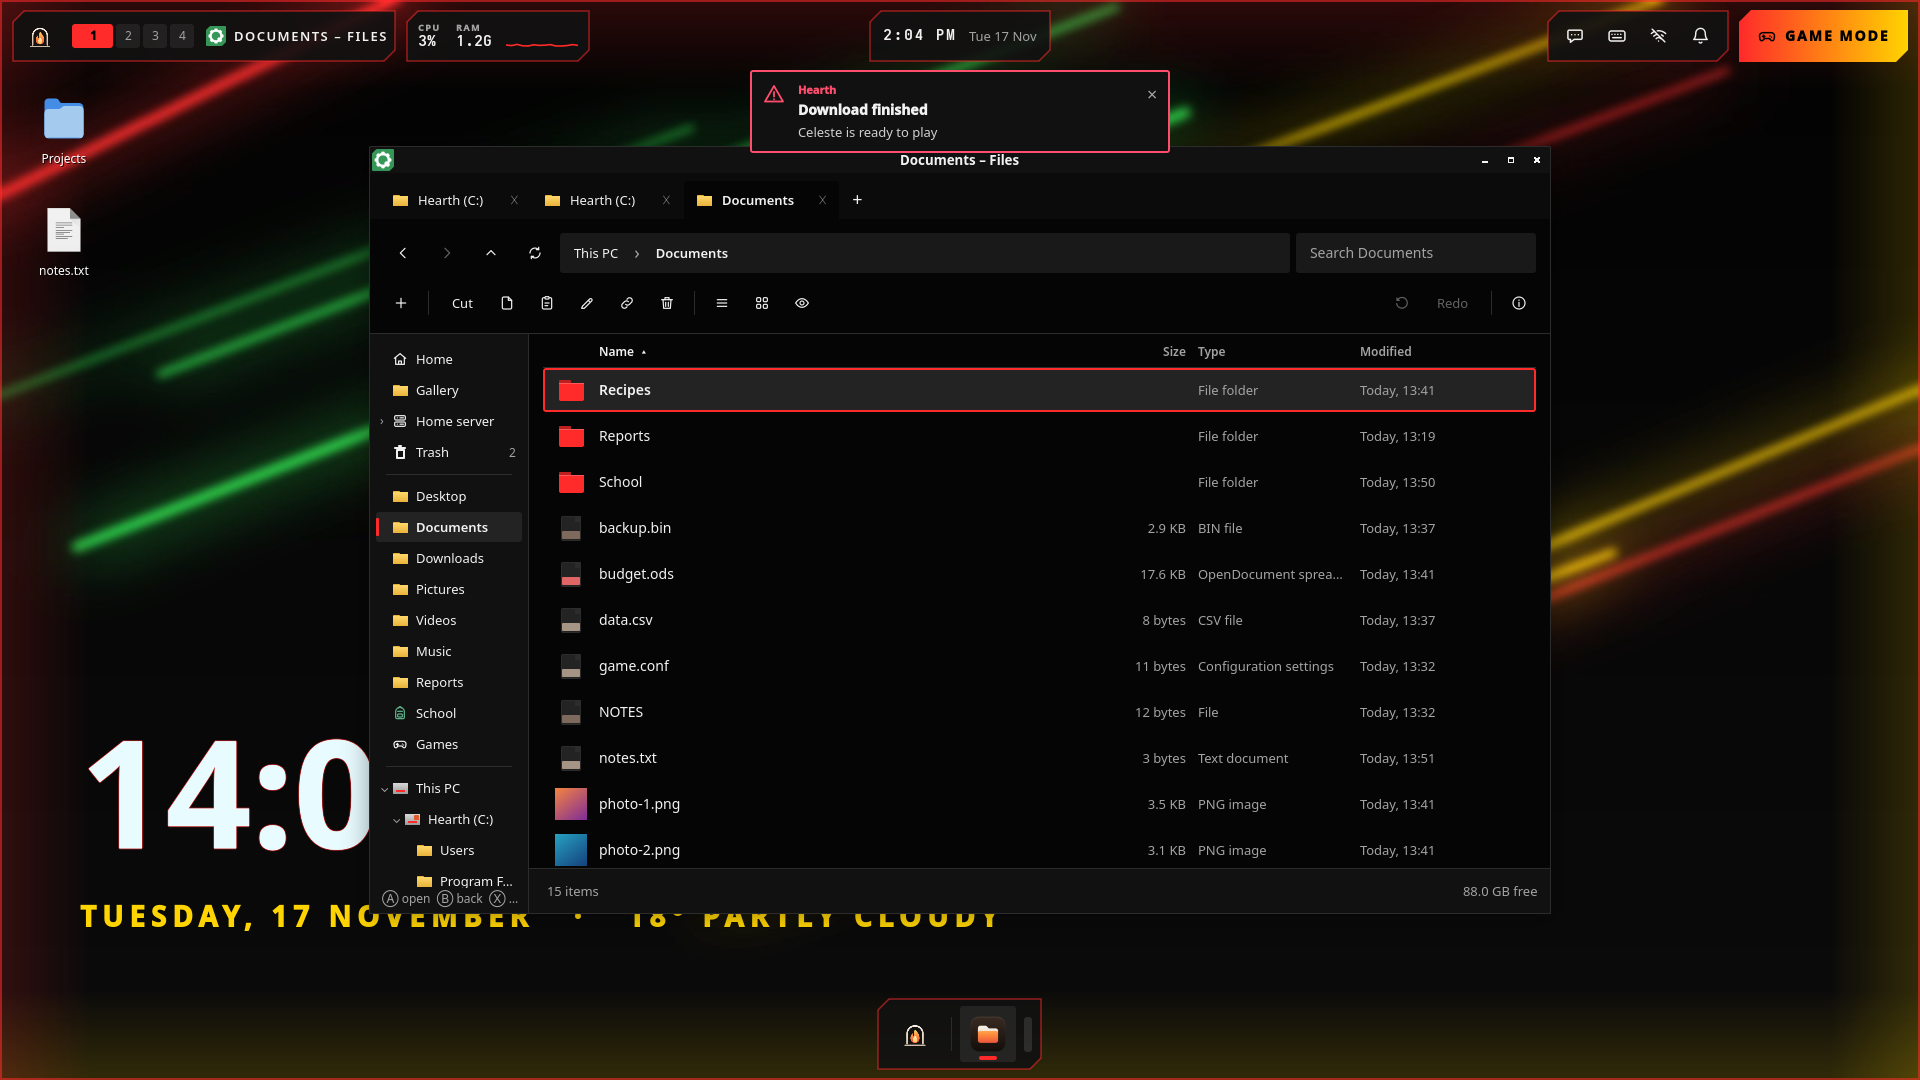 1 2 3 4 DOCUMENTS – FILES
CPU 3%
RAM 1.2G
2:04 PM Tue 17 Nov
GAME MODE
Hearth
Download finished
Celeste is ready to play
Projects
notes.txt
Documents – Files
Hearth (C:) X Hearth (C:) X Documents X +
This PC › Documents
Search Documents
Cut
Redo
Home
Gallery
Home server
Trash 2
Desktop
Documents
Downloads
Pictures
Videos
Music
Reports
School
Games
This PC
Hearth (C:)
Users
Program F...
A open B back X ...
Name Size Type Modified
Recipes File folder Today, 13:41
Reports File folder Today, 13:19
School File folder Today, 13:50
backup.bin 2.9 KB BIN file Today, 13:37
budget.ods 17.6 KB OpenDocument sprea... Today, 13:41
data.csv 8 bytes CSV file Today, 13:37
game.conf 11 bytes Configuration settings Today, 13:32
NOTES 12 bytes File Today, 13:32
notes.txt 3 bytes Text document Today, 13:51
photo-1.png 3.5 KB PNG image Today, 13:41
photo-2.png 3.1 KB PNG image Today, 13:41
15 items
88.0 GB free
14:0
TUESDAY, 17 NOVEMBER · 18° PARTLY CLOUDY